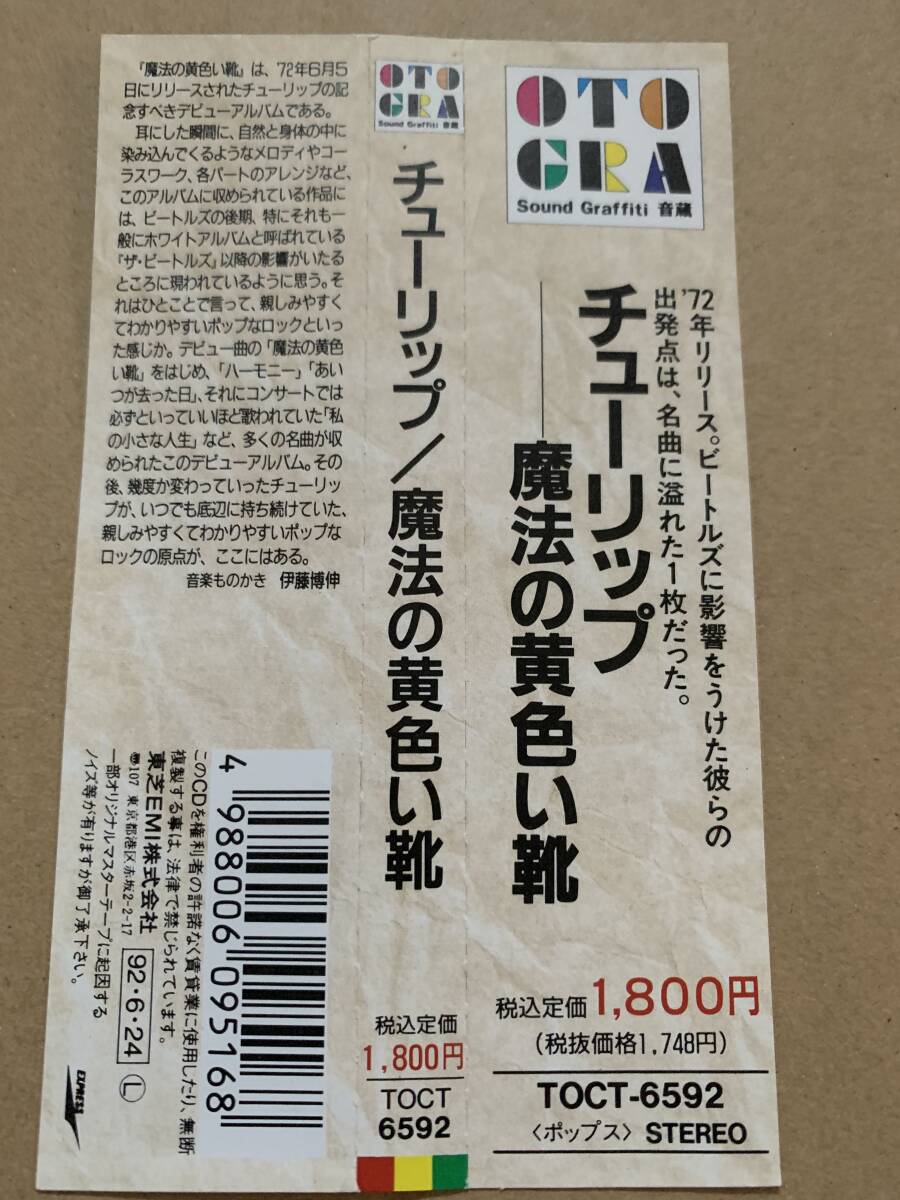 『魔法の黄色い靴』は、'72年6月5
日にリリースされたチューリップの記
念すべきデビューアルバムである。
耳にした瞬間に、自然と身体の中に
染み込んでくるようなメロディやコー
ラスワーク、各パートのアレンジなど、
このアルバムに収められている作品に
は、ビートルズの後期、特にそれも一
般にホワイトアルバムと呼ばれている
「ザ・ビートルズ」以降の影響がいたる
ところに現われているように思う。そ
れはひとことで言って、親しみやすく
てわかりやすいポップなロックといっ
た感じか。デビュー曲の「魔法の黄色
い靴」をはじめ、「ハーモニー」「あい
つが去った日」、それにコンサートでは
必ずといっていいほど歌われていた「私
の小さな人生」など、多くの名曲が収
められたこのデビューアルバム。その
後、幾度か変わっていったチューリッ
プが、いつでも底辺に持ち続けていた、
親しみやすくてわかりやすいポップな
ロックの原点が、ここにはある。
音楽ものかき 伊藤博伸
4 988006 095168
このCDを権利者の許諾なく賃貸業に使用したり、無断
複製する事は、法律で禁じられています。
東芝EMI株式会社
〠107 東京都港区赤坂2-2-17
92・6・24 Ⓛ
一部オリジナルマスターテープに起因する
ノイズ等が有りますが御了承下さい。
EXPRESS
OTO
GRA
Sound Graffiti 音蔵
チューリップ/魔法の黄色い靴
税込定価
1,800円
TOCT
6592
OTO
GRA
Sound Graffiti 音蔵
'72年リリース。ビートルズに影響をうけた彼らの
出発点は、名曲に溢れた1枚だった。
チューリップ
魔法の黄色い靴
税込定価1,800円
(税抜価格1,748円)
TOCT-6592
〈ポップス〉 STEREO